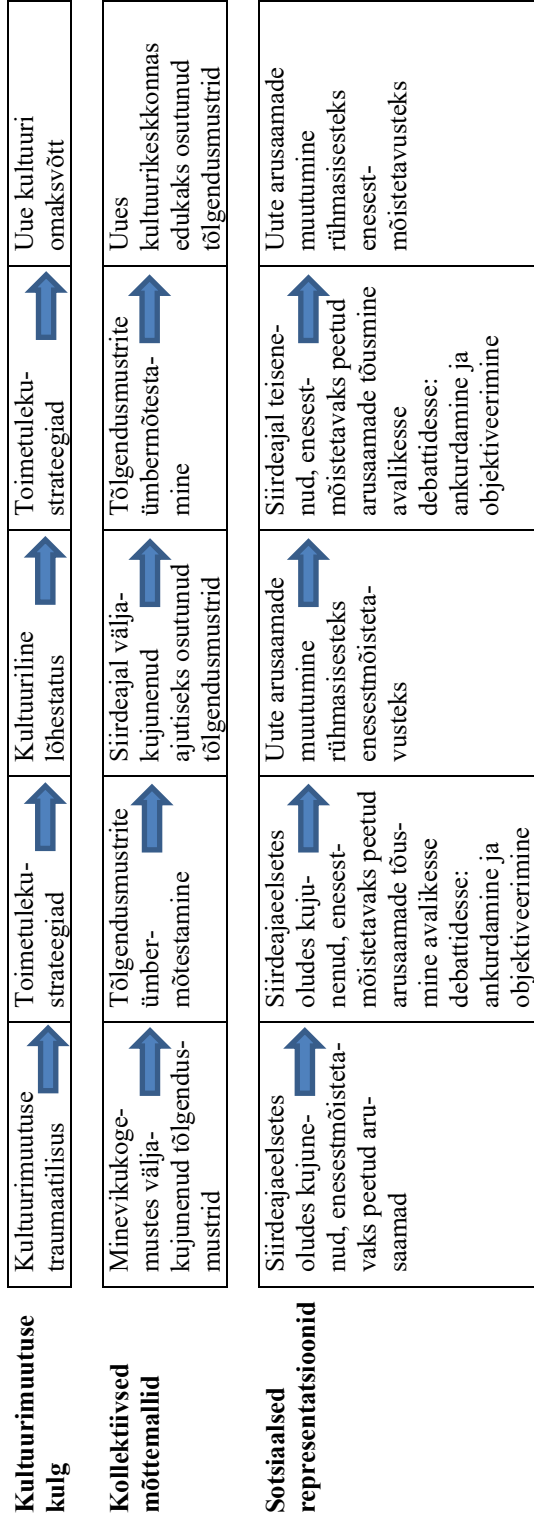 Kultuurimuutuse
kulg
Kultuurimuutuse
traumaatilisus
Toimetuleku-
strateegiad
Kultuuriline
lõhestatus
Toimetuleku-
strateegiad
Uue kultuuri
omaksvõtt
Kollektiivsed
mõttemallid
Minevikukoge-
mustes välja-
kujunenud tõlgendus-
mustrid
Tõlgendusmustrite
ümber-
mõtestamine
Siirdeajal välja-
kujunenud
ajutiseks osutunud
tõlgendusmustrid
Tõlgendusmustrite
ümbermõtesta-
mine
Uues
kultuurikeskkonnas
edukaks osutunud
tõlgendusmustrid
Sotsiaalsed
representatsioonid
Siirdeajaeelsetes
oludes kujune-
nud, enesestmõisteta-
vaks peetud aru-
saamad
Siirdeajaeelsetes
oludes kuju-
nenud, enesest-
mõistetavaks peetud
arusaamade tõus-
mine avalikesse
debattidesse:
ankurdamine ja
objektiveerimine
Uute arusaamade
muutumine
rühmasisesteks
enesestmõisteta-
vusteks
Siirdeajal teisene-
nud, enesest-
mõistetavaks peetud
arusaamade tõusmine
avalikesse
debattidesse:
ankurdamine ja
objektiveerimine
Uute arusaamade
muutumine
rühmasisesteks
enesest-
mõistetavusteks